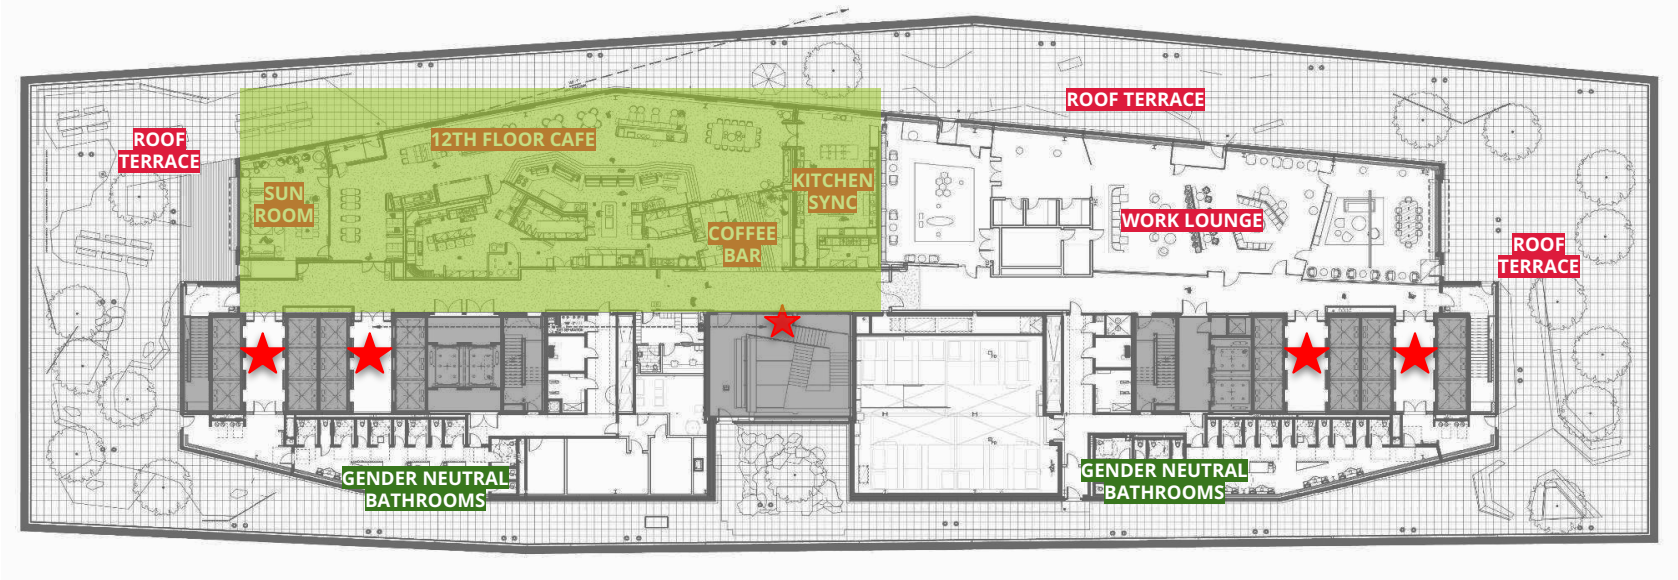 ROOF TERRACE
12TH FLOOR CAFE
ROOF
TERRACE
SUN
ROOM
KITCHEN
SYNC
WORK LOUNGE
COFFEE
BAR
ROOF
TERRACE
GENDER NEUTRAL
BATHROOMS
GENDER NEUTRAL
BATHROOMS